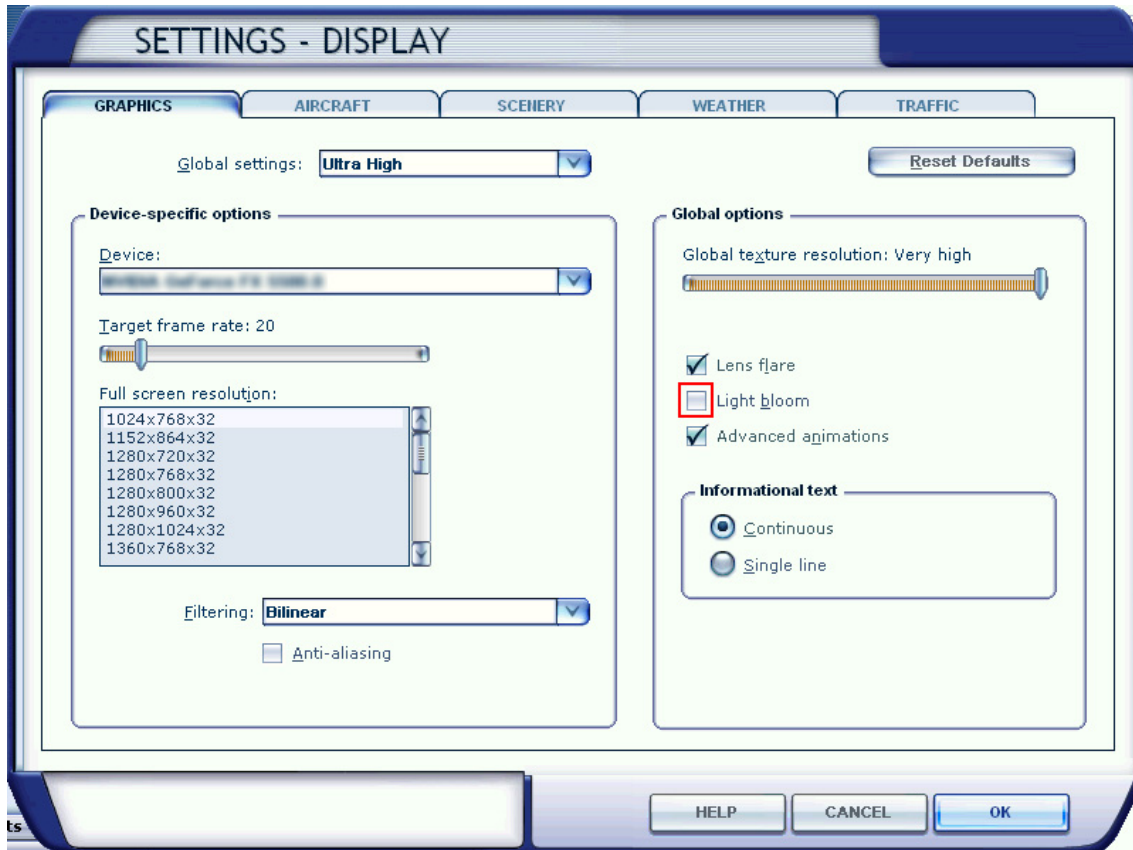 SETTINGS - DISPLAY
GRAPHICS
AIRCRAFT
SCENERY
WEATHER
TRAFFIC
Global settings: Ultra High
Reset Defaults
Device-specific options
Device:
Target frame rate: 20
Full screen resolution:
1024x768x32
1152x864x32
1280x720x32
1280x768x32
1280x800x32
1280x960x32
1280x1024x32
1360x768x32
Filtering: Bilinear
Anti-aliasing
Global options
Global texture resolution: Very high
Lens flare
Light bloom
Advanced animations
Informational text
Continuous
Single line
ts
HELP
CANCEL
OK